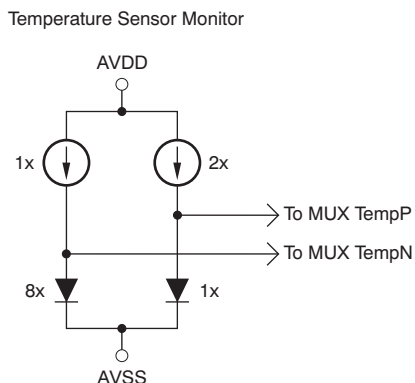 Temperature Sensor Monitor
AVDD
1x
2x
To MUX TempP
To MUX TempN
8x
1x
AVSS